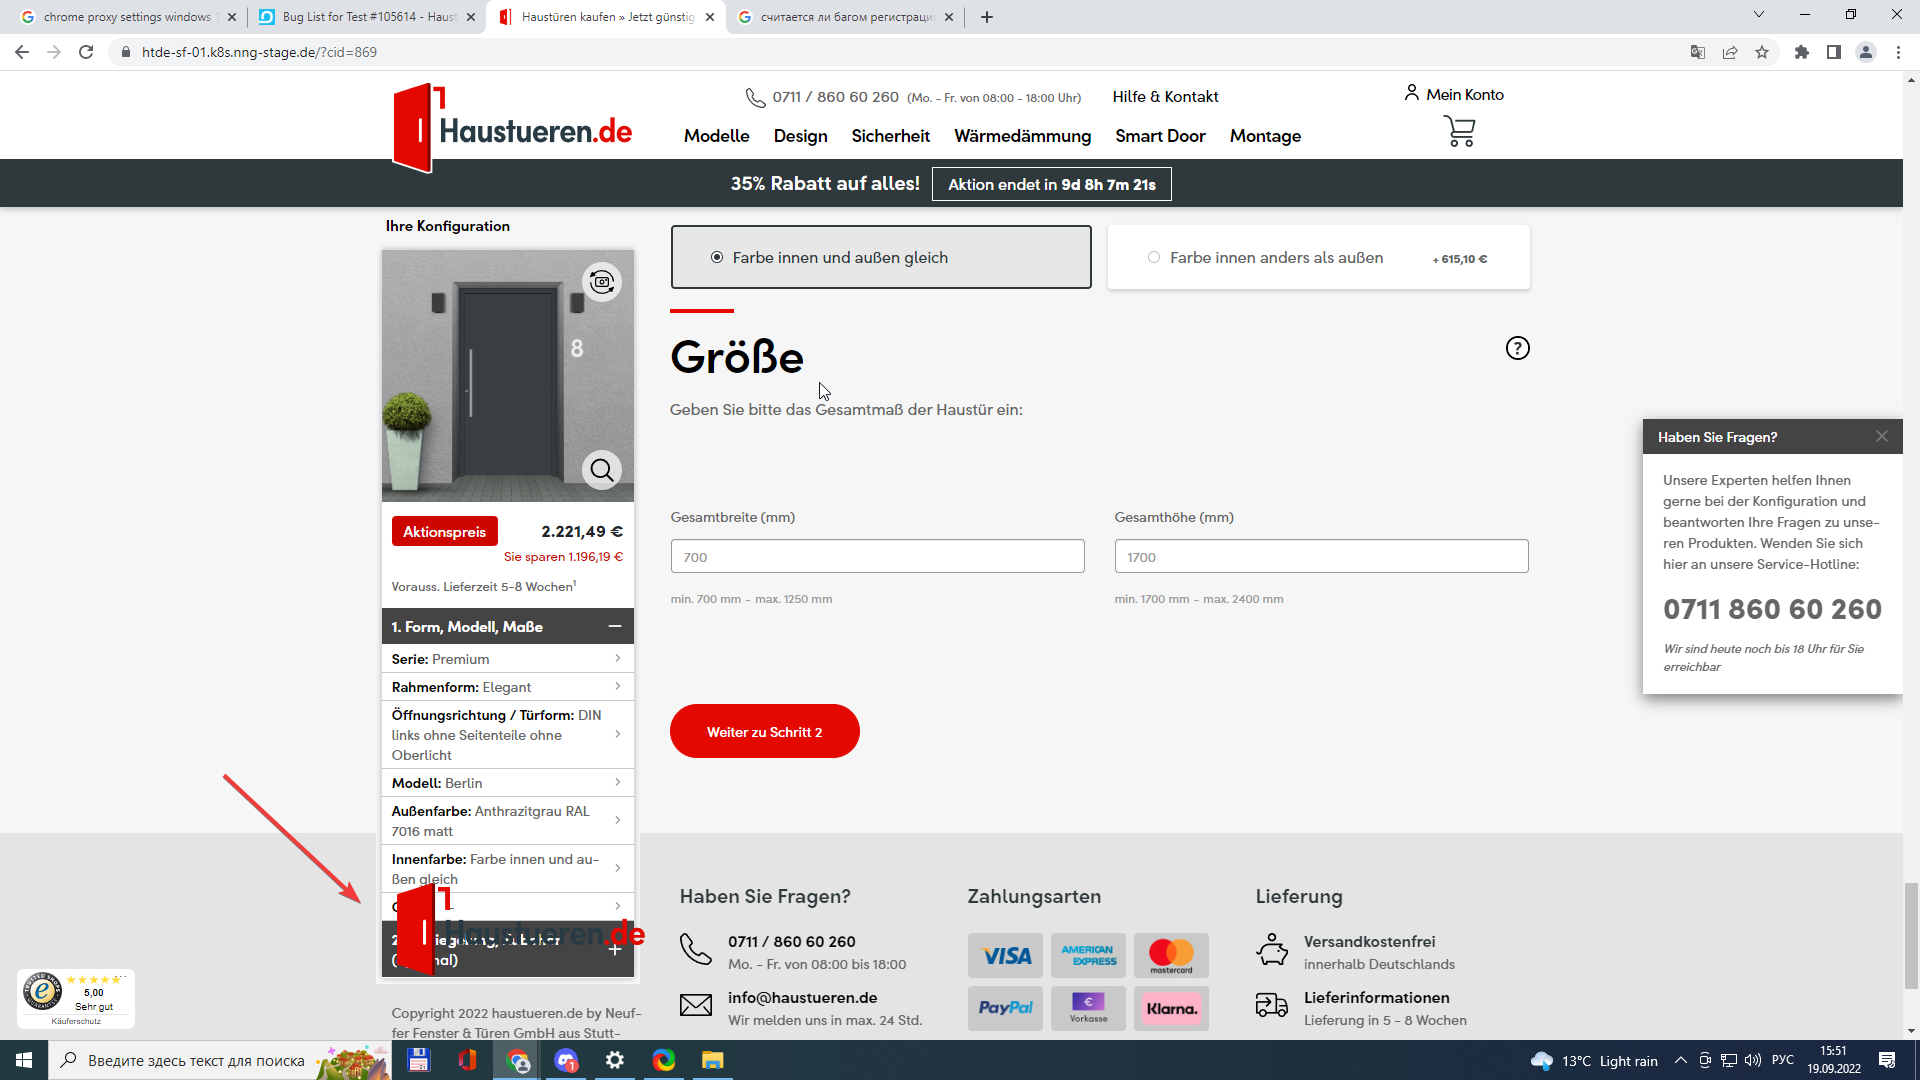 chrome proxy settings windows 1
Bug List for Test #105614 - Haust
Haustüren kaufen » Jetzt günstig
считается ли багом регистраци
htde-sf-01.k8s.nng-stage.de/?cid=869
Haustueren.de
0711 / 860 60 260 (Mo. - Fr. von 08:00 - 18:00 Uhr)
Hilfe & Kontakt
Mein Konto
Modelle Design Sicherheit Wärmedämmung Smart Door Montage
35% Rabatt auf alles!
Aktion endet in 9d 8h 7m 21s
Ihre Konfiguration
8
Aktionspreis
2.221,49 €
Sie sparen 1.196,19 €
Vorauss. Lieferzeit 5-8 Wochen¹
1. Form, Modell, Maße
Serie: Premium
Rahmenform: Elegant
Öffnungsrichtung / Türform: DIN
links ohne Seitenteile ohne
Oberlicht
Modell: Berlin
Außenfarbe: Anthrazitgrau RAL
7016 matt
Innenfarbe: Farbe innen und au-
ßen gleich
Haustueren.de
Copyright 2022 haustueren.de by Neuf-
fer Fenster & Türen GmbH aus Stutt-
Farbe innen und außen gleich
Farbe innen anders als außen
+ 615,10 €
Größe
?
Geben Sie bitte das Gesamtmaß der Haustür ein:
Gesamtbreite (mm)
700
min. 700 mm - max. 1250 mm
Gesamthöhe (mm)
1700
min. 1700 mm - max. 2400 mm
Weiter zu Schritt 2
Haben Sie Fragen?
Unsere Experten helfen Ihnen
gerne bei der Konfiguration und
beantworten Ihre Fragen zu unse-
ren Produkten. Wenden Sie sich
hier an unsere Service-Hotline:
0711 860 60 260
Wir sind heute noch bis 18 Uhr für Sie
erreichbar
Haben Sie Fragen?
0711 / 860 60 260
Mo. - Fr. von 08:00 bis 18:00
info@haustueren.de
Wir melden uns in max. 24 Std.
Zahlungsarten
VISA
AMERICAN
EXPRESS
mastercard
PayPal
€
Vorkasse
Klarna.
Lieferung
Versandkostenfrei
innerhalb Deutschlands
Lieferinformationen
Lieferung in 5 - 8 Wochen
5,00
Sehr gut
Käuferschutz
Введите здесь текст для поиска
1
13°C Light rain
РУС
15:51
19.09.2022